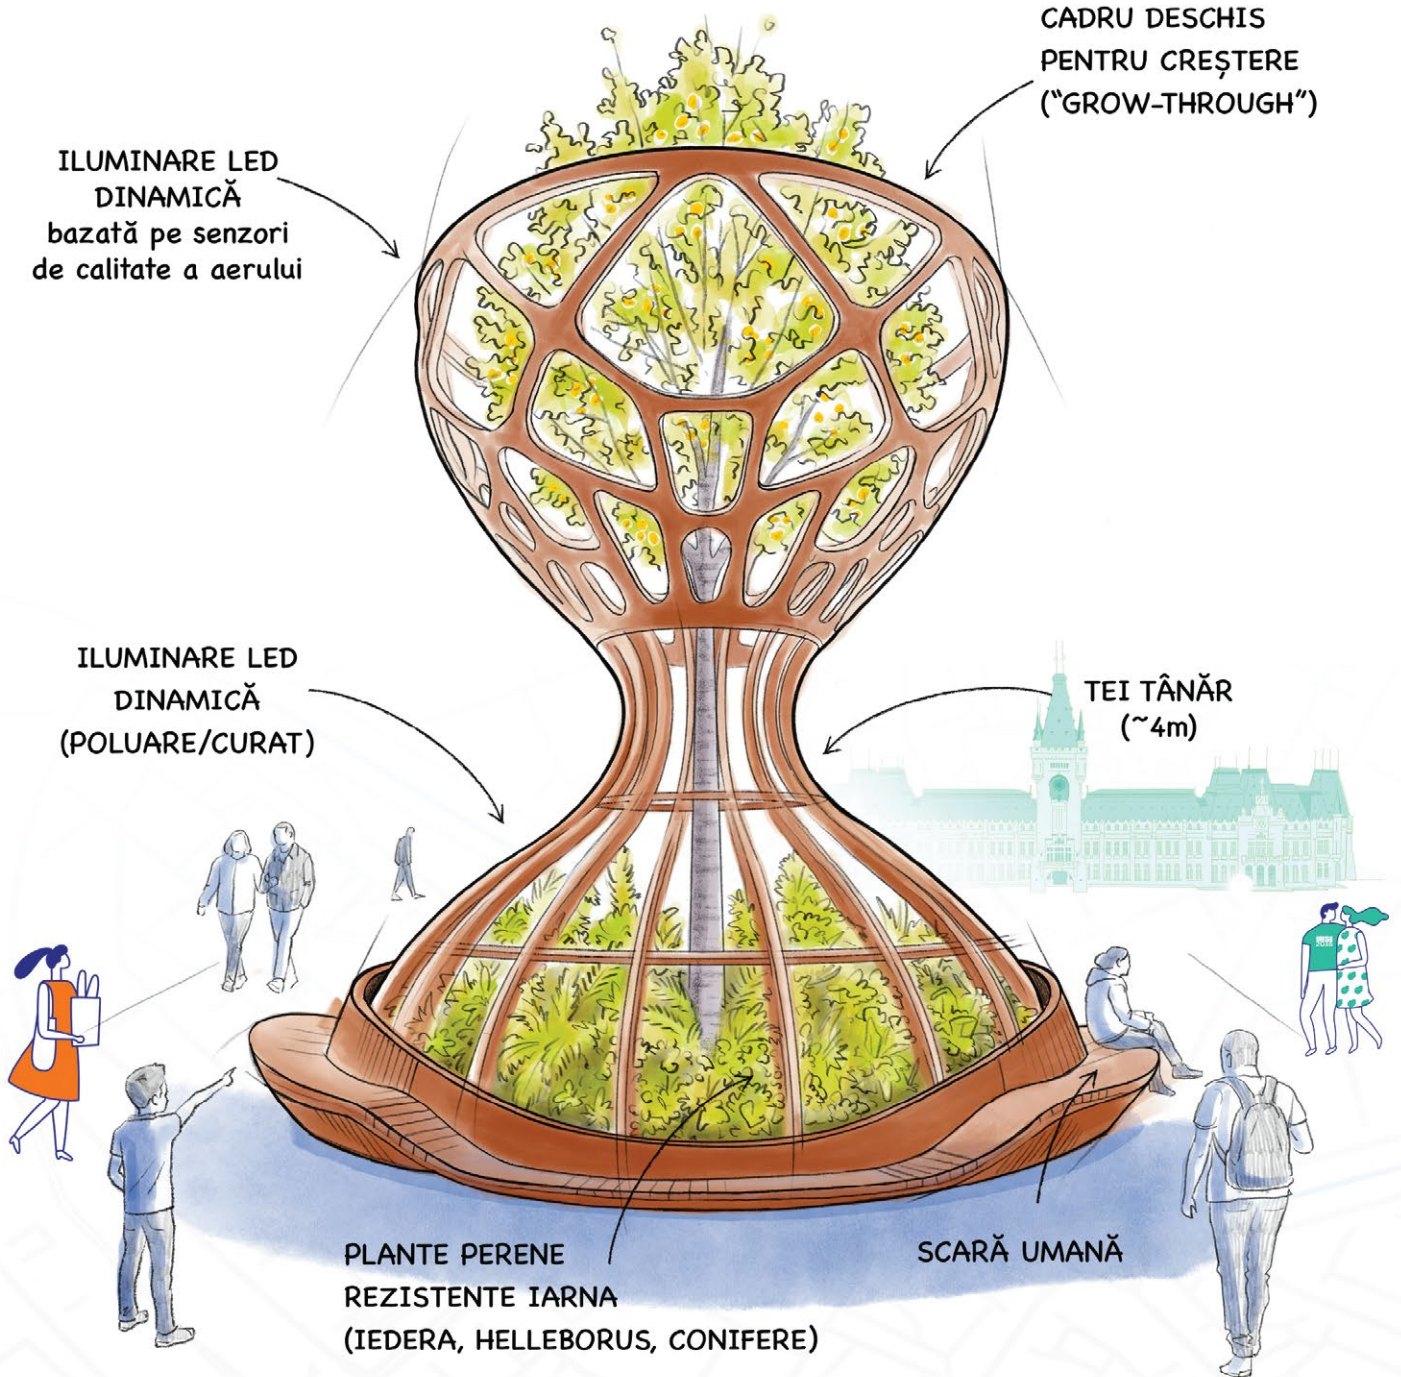 CADRU DESCHIS
PENTRU CREȘTERE
("GROW-THROUGH")
ILUMINARE LED
DINAMICĂ
bazată pe senzori
de calitate a aerului
ILUMINARE LED
DINAMICĂ
(POLUARE/CURAT)
TEI TÂNĂR
(~4m)
PLANTE PERENE
REZISTENTE IARNA
(IEDERA, HELLEBORUS, CONIFERE)
SCARĂ UMANĂ